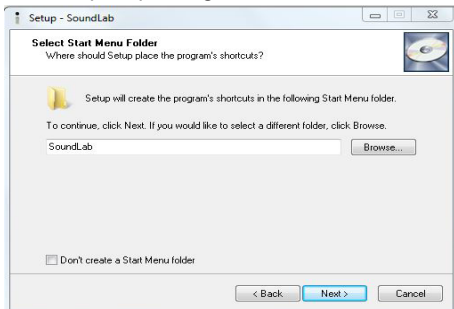 Setup - SoundLab
Select Start Menu Folder
Where should Setup place the program's shortcuts?
Setup will create the program's shortcuts in the following Start Menu folder.
To continue, click Next. If you would like to select a different folder, click Browse.
SoundLab
Browse...
Don't create a Start Menu folder
< Back
Next >
Cancel